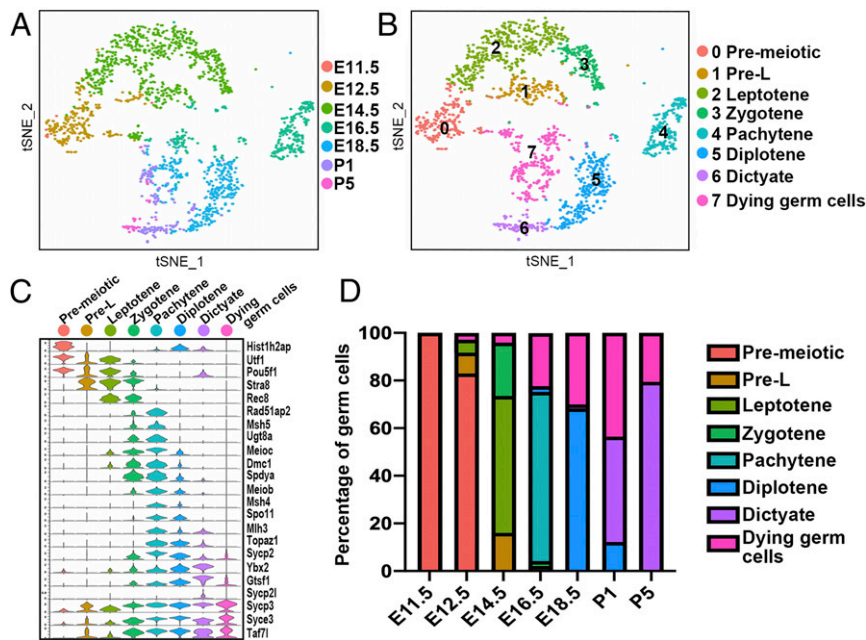 A
E11.5
E12.5
E14.5
E16.5
E18.5
P1
P5
tSNE_2
tSNE_1
B
0
1
2
3
4
5
6
7
0 Pre-meiotic
1 Pre-L
2 Leptotene
3 Zygotene
4 Pachytene
5 Diplotene
6 Dictyate
7 Dying germ cells
tSNE_2
tSNE_1
C
Pre-meiotic
Pre-L
Leptotene
Zygotene
Pachytene
Diplotene
Dictyate
Dying
germ cells
Hist1h2ap
Utf1
Pou5f1
Stra8
Rec8
Rad51ap2
Msh5
Ugt8a
Meioc
Dmc1
Spdya
Meiob
Msh4
Spo11
Mlh3
Topaz1
Sycp2
Ybx2
Gtsf1
Sycp2l
Sycp3
Syce3
Taf7l
D
Percentage of germ cells
100
80
60
40
20
0
E11.5
E12.5
E14.5
E16.5
E18.5
P1
P5
Pre-meiotic
Pre-L
Leptotene
Zygotene
Pachytene
Diplotene
Dictyate
Dying germ
cells